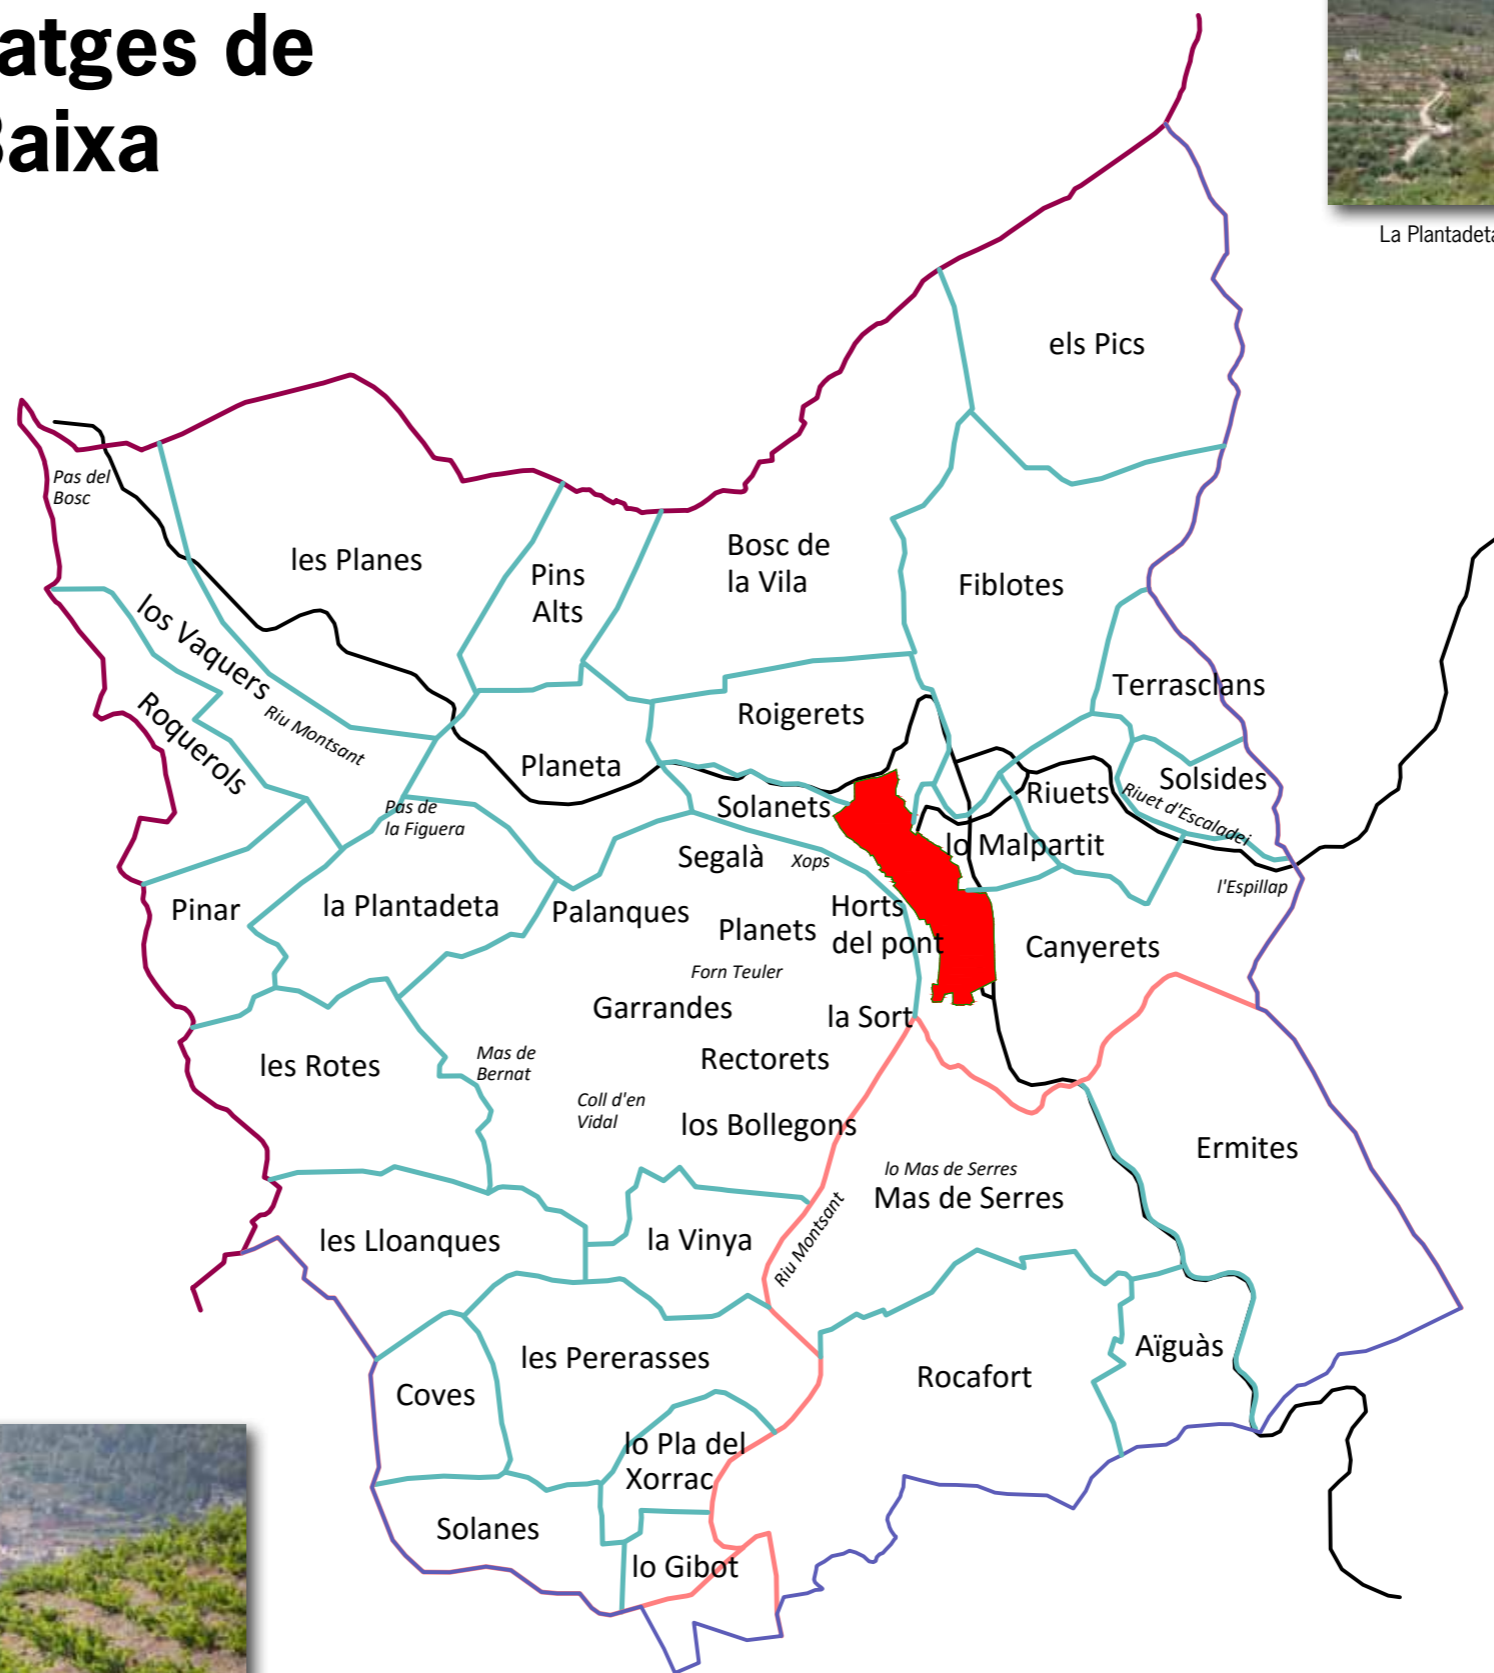 atges de
Baixa
La Plantadeta
els Pics
Pas del
Bosc
les Planes
Pins
Alts
Bosc de
la Vila
Fiblotes
los Vaquers
Terrasclans
Roquerols
Riu Montsant
Roigerets
Planeta
Solsides
Riuets
Riuet d'Escaladei
Pas de
la Figuera
Solanets
lo Malpartit
Segalà
Xops
l'Espillap
Pinar
la Plantadeta
Palanques
Planets
Horts
del pont
Canyerets
Forn Teuler
Garrandes
la Sort
les Rotes
Mas de
Bernat
Rectorets
Coll d'en
Vidal
los Bollegons
Ermites
lo Mas de Serres
Mas de Serres
les Lloanques
la Vinya
Riu Montsant
les Pererasses
Aïguàs
Rocafort
Coves
lo Pla del
Xorrac
Solanes
lo Gibot